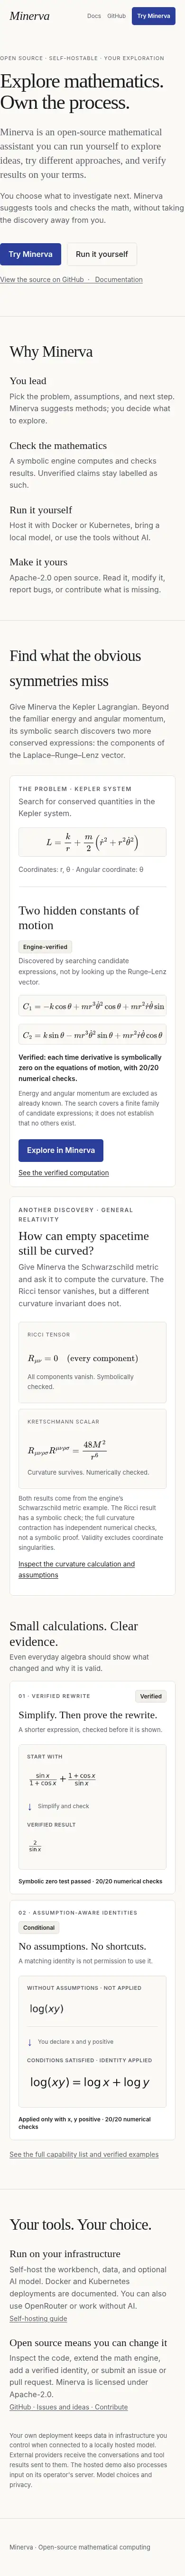 Minerva
Docs GitHub Try Minerva
OPEN SOURCE · SELF-HOSTABLE · YOUR EXPLORATION
Explore mathematics.
Own the process.
Minerva is an open-source mathematical
assistant you can run yourself to explore
ideas, try different approaches, and verify
results on your terms.
You choose what to investigate next. Minerva
suggests tools and checks the math, without taking
the discovery away from you.
Try Minerva Run it yourself
View the source on GitHub · Documentation
Why Minerva
You lead
Pick the problem, assumptions, and next step.
Minerva suggests methods; you decide what
to explore.
Check the mathematics
A symbolic engine computes and checks
results. Unverified claims stay labelled as
such.
Run it yourself
Host it with Docker or Kubernetes, bring a
local model, or use the tools without AI.
Make it yours
Apache-2.0 open source. Read it, modify it,
report bugs, or contribute what is missing.
Find what the obvious
symmetries miss
Give Minerva the Kepler Lagrangian. Beyond
the familiar energy and angular momentum,
its symbolic search discovers two more
conserved expressions: the components of
the Laplace–Runge–Lenz vector.
THE PROBLEM · KEPLER SYSTEM
Search for conserved quantities in the
Kepler system.
L = k/r + m/2 (ṙ² + r²θ̇²)
Coordinates: r, θ · Angular coordinate: θ
Two hidden constants of
motion
Engine-verified
Discovered by searching candidate
expressions, not by looking up the Runge–Lenz
vector.
C₁ = −k cos θ + mr³θ̇² cos θ + mr²ṙθ̇ sin
C₂ = k sin θ − mr³θ̇² sin θ + mr²ṙθ̇ cos θ
Verified: each time derivative is symbolically
zero on the equations of motion, with 20/20
numerical checks.
Energy and angular momentum are excluded as
already known. The search covers a finite family
of candidate expressions; it does not establish
that no others exist.
Explore in Minerva
See the verified computation
ANOTHER DISCOVERY · GENERAL
RELATIVITY
How can empty spacetime
still be curved?
Give Minerva the Schwarzschild metric
and ask it to compute the curvature. The
Ricci tensor vanishes, but a different
curvature invariant does not.
RICCI TENSOR
Rμν = 0 (every component)
All components vanish. Symbolically
checked.
KRETSCHMANN SCALAR
RμνρσR^μνρσ = 48M²/r⁶
Curvature survives. Numerically checked.
Both results come from the engine's
Schwarzschild metric example. The Ricci result
has a symbolic check; the full curvature
contraction has independent numerical checks,
not a symbolic proof. Validity excludes coordinate
singularities.
Inspect the curvature calculation and
assumptions
Small calculations. Clear
evidence.
Even everyday algebra should show what
changed and why it is valid.
01 · VERIFIED REWRITE Verified
Simplify. Then prove the rewrite.
A shorter expression, checked before it is shown.
START WITH
sin x/(1 + cos x) + (1 + cos x)/sin x
↓ Simplify and check
VERIFIED RESULT
2/sin x
Symbolic zero test passed · 20/20 numerical checks
02 · ASSUMPTION-AWARE IDENTITIES
Conditional
No assumptions. No shortcuts.
A matching identity is not permission to use it.
WITHOUT ASSUMPTIONS · NOT APPLIED
log(xy)
↓ You declare x and y positive
CONDITIONS SATISFIED · IDENTITY APPLIED
log(xy) = log x + log y
Applied only with x, y positive · 20/20 numerical
checks
See the full capability list and verified examples
Your tools. Your choice.
Run on your infrastructure
Self-host the workbench, data, and optional
AI model. Docker and Kubernetes
deployments are documented. You can also
use OpenRouter or work without AI.
Self-hosting guide
Open source means you can change it
Inspect the code, extend the math engine,
add a verified identity, or submit an issue or
pull request. Minerva is licensed under
Apache-2.0.
GitHub · Issues and ideas · Contribute
Your own deployment keeps data in infrastructure you
control when connected to a locally hosted model.
External providers receive the conversations and tool
results sent to them. The hosted demo also processes
input on its operator's server. Model choices and
privacy.
Minerva · Open-source mathematical computing